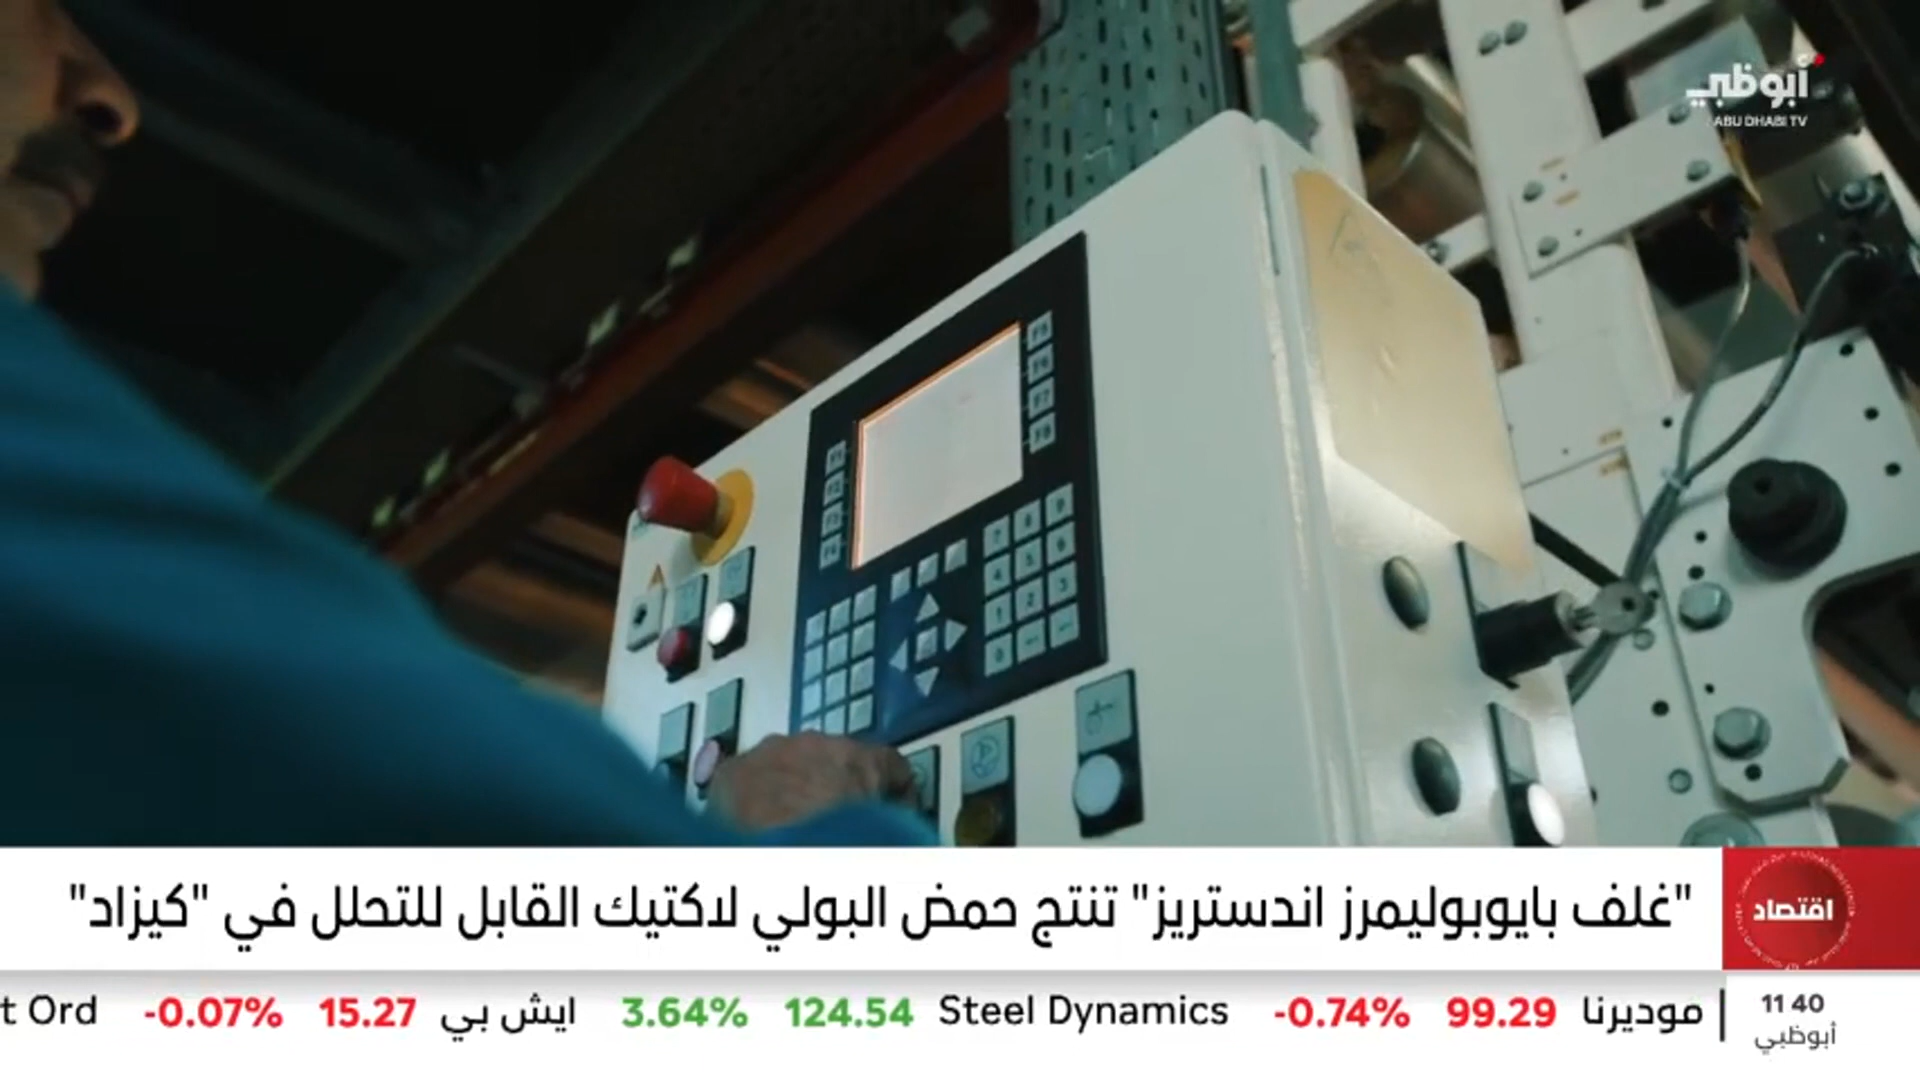 أبوظبي
ABU DHABI TV
"غلف بايوبوليمرز اندستريز" تنتج حمض البولي لاكتيك القابل للتحلل في "كيزاد"
اقتصاد
موديرنا 99.29 -0.74% Steel Dynamics 124.54 3.64% ايش بي 15.27 -0.07% t Ord
11 40
أبوظبي